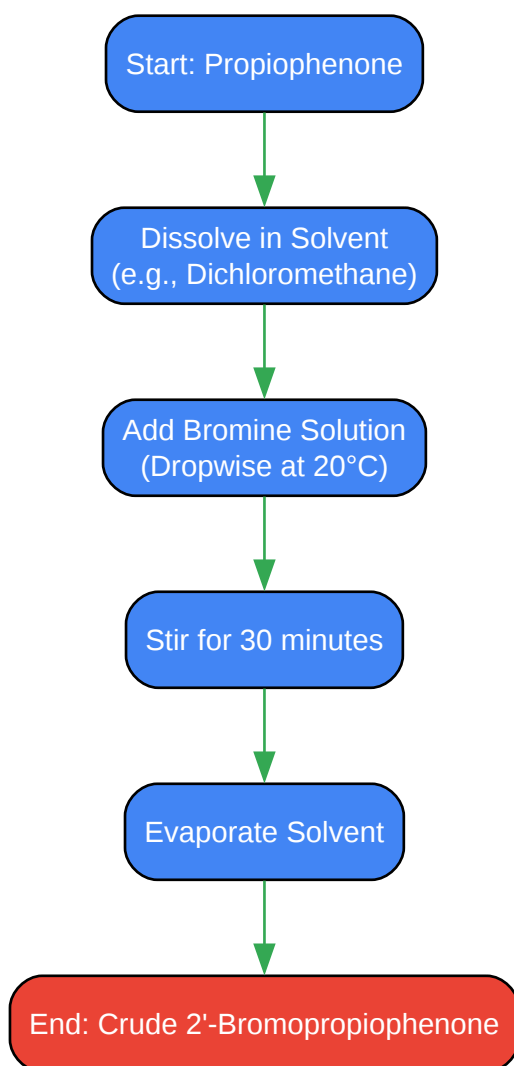 Start: Propiophenone
Dissolve in Solvent
(e.g., Dichloromethane)
Add Bromine Solution
(Dropwise at 20°C)
Stir for 30 minutes
Evaporate Solvent
End: Crude 2'-Bromopropiophenone